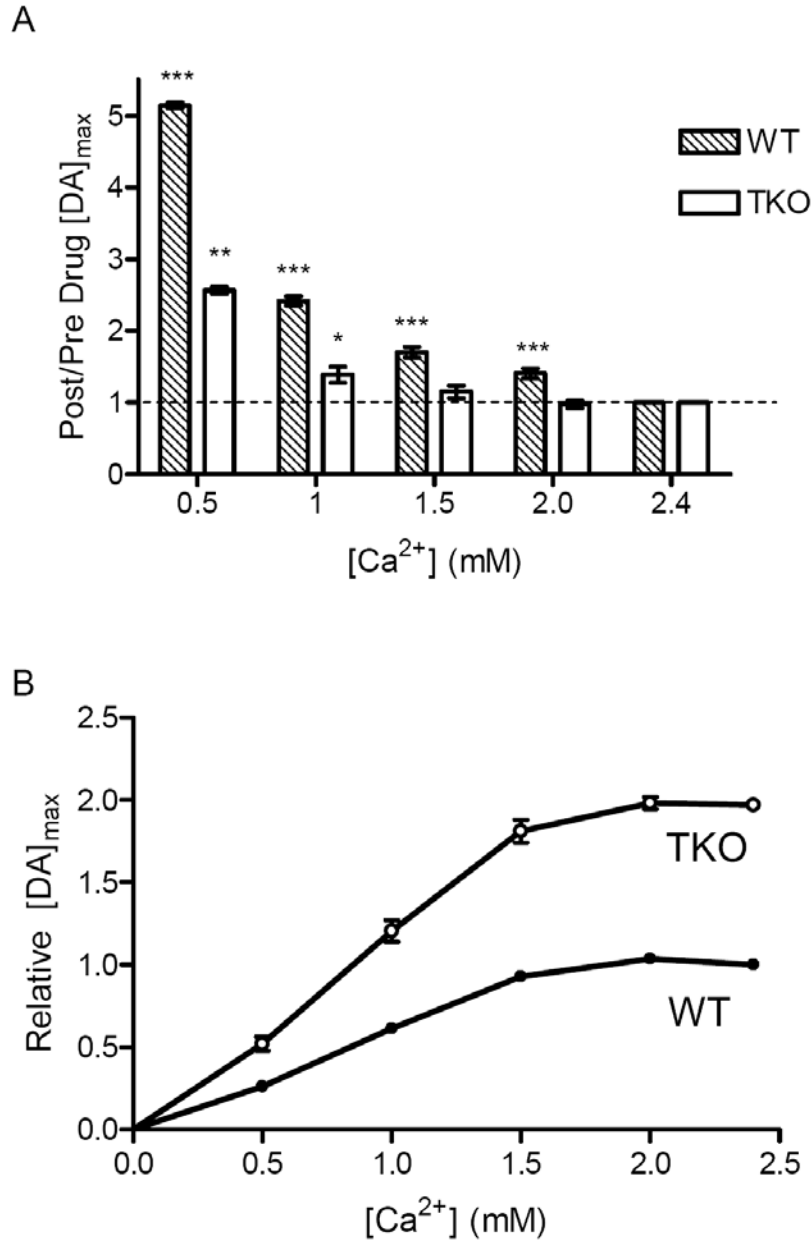 A
Post/Pre Drug [DA]max
5
4
3
2
1
0
***
**
***
*
***
***
WT
TKO
0.5
1
1.5
2.0
2.4
[Ca2+] (mM)
B
Relative [DA]max
2.5
2.0
1.5
1.0
0.5
0.0
TKO
WT
0.0
0.5
1.0
1.5
2.0
2.5
[Ca2+] (mM)